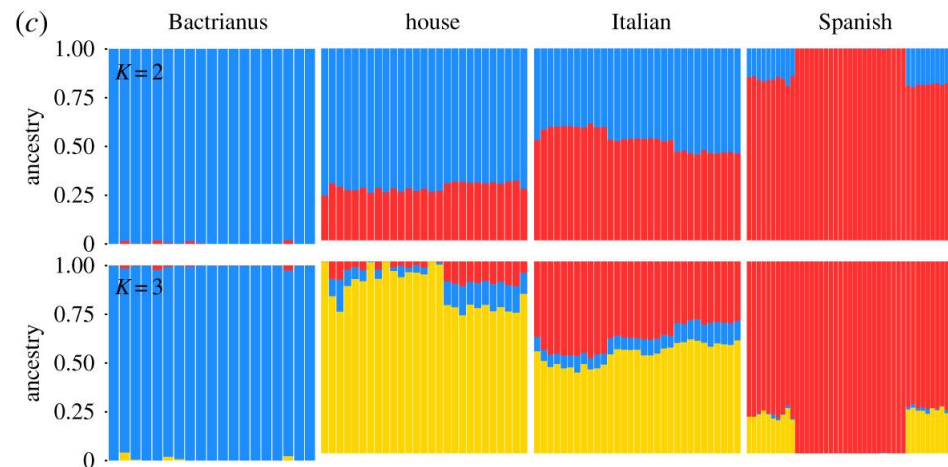 (c)
Bactrianus house Italian Spanish
1.00
K = 2
0.75
ancestry
0.50
0.25
0
1.00
K = 3
0.75
ancestry
0.50
0.25
0